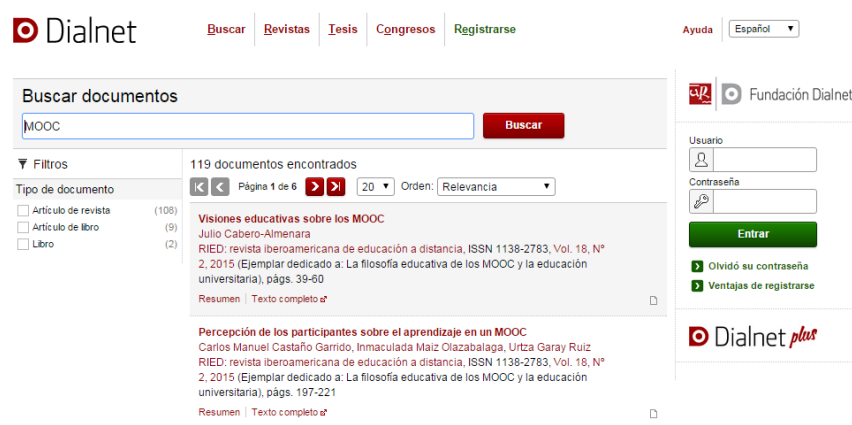 Dialnet
Buscar Revistas Tesis Congresos Registrarse
Ayuda Español
Buscar documentos
MOOC
Buscar
Filtros
Tipo de documento
Artículo de revista (108)
Artículo de libro (9)
Libro (2)
119 documentos encontrados
Página 1 de 6 20 Orden: Relevancia
Visiones educativas sobre los MOOC
Julio Cabero-Almenara
RIED: revista iberoamericana de educación a distancia, ISSN 1138-2783, Vol. 18, Nº
2, 2015 (Ejemplar dedicado a: La filosofía educativa de los MOOC y la educación
universitaria), págs. 39-60
Resumen Texto completo
Percepción de los participantes sobre el aprendizaje en un MOOC
Carlos Manuel Castaño Garrido, Inmaculada Maiz Olazabalaga, Urtza Garay Ruiz
RIED: revista iberoamericana de educación a distancia, ISSN 1138-2783, Vol. 18, Nº
2, 2015 (Ejemplar dedicado a: La filosofía educativa de los MOOC y la educación
universitaria), págs. 197-221
Resumen Texto completo
Fundación Dialnet
Usuario
Contraseña
Entrar
Olvidó su contraseña
Ventajas de registrarse
Dialnet plus